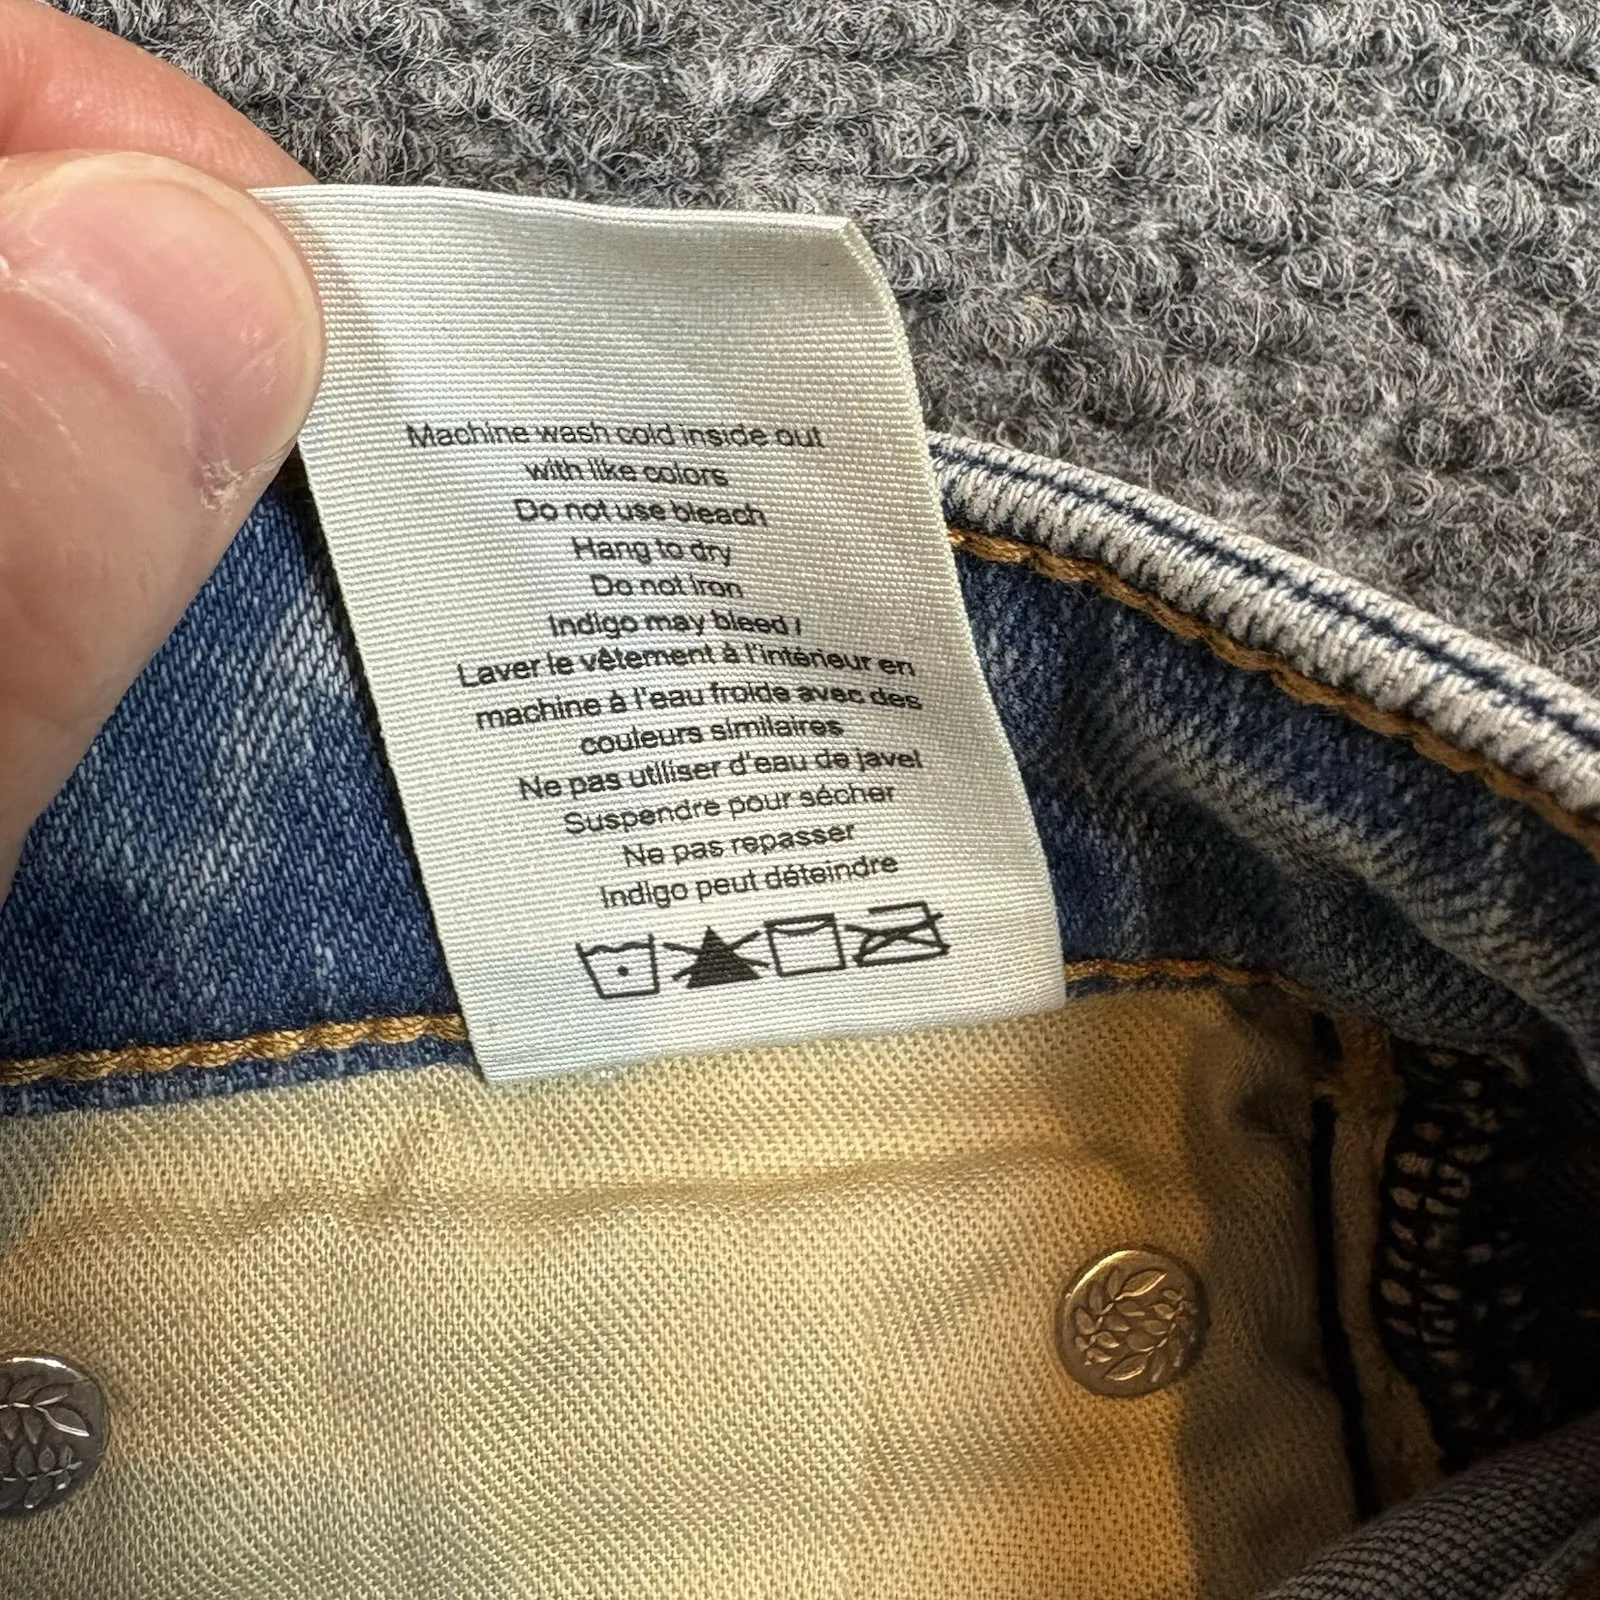 Machine wash cold inside out
with like colors
Do not use bleach
Hang to dry
Do not iron
Indigo may bleed /
Laver le vêtement à l'intérieur en
machine à l'eau froide avec des
couleurs similaires
Ne pas utiliser d'eau de javel
Suspendre pour sécher
Ne pas repasser
Indigo peut déteindre